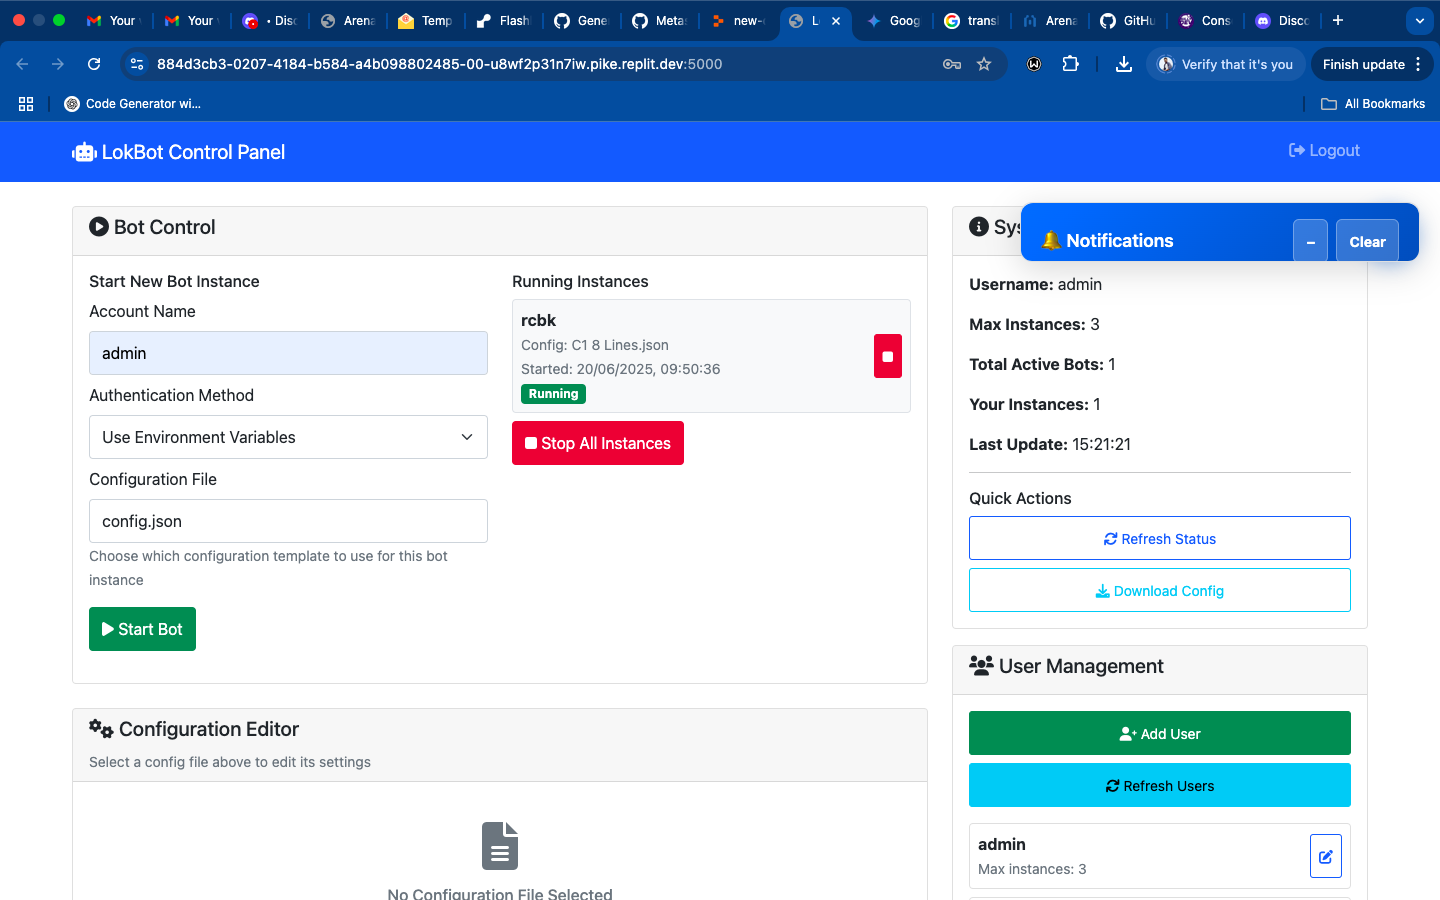 Your
Your
• Disc
Arena
Temp
Flash
Gene
Meta
new-
L
Goog
transl
Arena
GitHu
Cons
Disco
884d3cb3-0207-4184-b584-a4b098802485-00-u8wf2p31n7iw.pike.replit.dev:5000
Verify that it's you
Finish update
Code Generator wi...
All Bookmarks
LokBot Control Panel
Logout
Bot Control
Start New Bot Instance
Account Name
admin
Authentication Method
Use Environment Variables
Configuration File
config.json
Choose which configuration template to use for this bot
instance
Start Bot
Running Instances
rcbk
Config: C1 8 Lines.json
Started: 20/06/2025, 09:50:36
Running
Stop All Instances
Configuration Editor
Select a config file above to edit its settings
No Configuration File Selected
Sys
Notifications
–
Clear
Username: admin
Max Instances: 3
Total Active Bots: 1
Your Instances: 1
Last Update: 15:21:21
Quick Actions
Refresh Status
Download Config
User Management
Add User
Refresh Users
admin
Max instances: 3